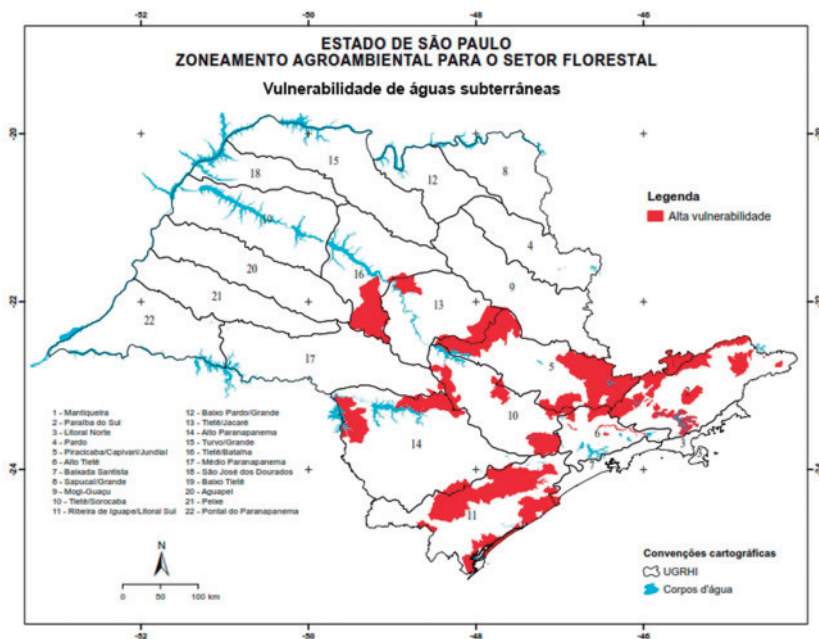 -52 -50 -48 -46
ESTADO DE SÃO PAULO
ZONEAMENTO AGROAMBIENTAL PARA O SETOR FLORESTAL
Vulnerabilidade de águas subterrâneas
-20
15
18
12
8
Legenda
Alta vulnerabilidade
19
4
20
16
9
13
-22
21
22
17
5
2
1 - Mantiqueira
2 - Paraíba do Sul
3 - Litoral Norte
4 - Pardo
5 - Piracicaba/Capivari/Jundiaí
6 - Alto Tietê
7 - Baixada Santista
8 - Sapucaí/Grande
9 - Mogi-Guaçu
10 - Tietê/Sorocaba
11 - Ribeira de Iguape/Litoral Sul
12 - Baixo Pardo/Grande
13 - Tietê/Jacaré
14 - Alto Paranapanema
15 - Turvo/Grande
16 - Tietê/Batalha
17 - Médio Paranapanema
18 - São José dos Dourados
19 - Baixo Tietê
20 - Aguapeí
21 - Peixe
22 - Pontal do Paranapanema
10
6
3
14
7
-24
11
N
0 50 100 km
Convenções cartográficas
UGRHI
Corpos d'água
-52 -50 -48 -46